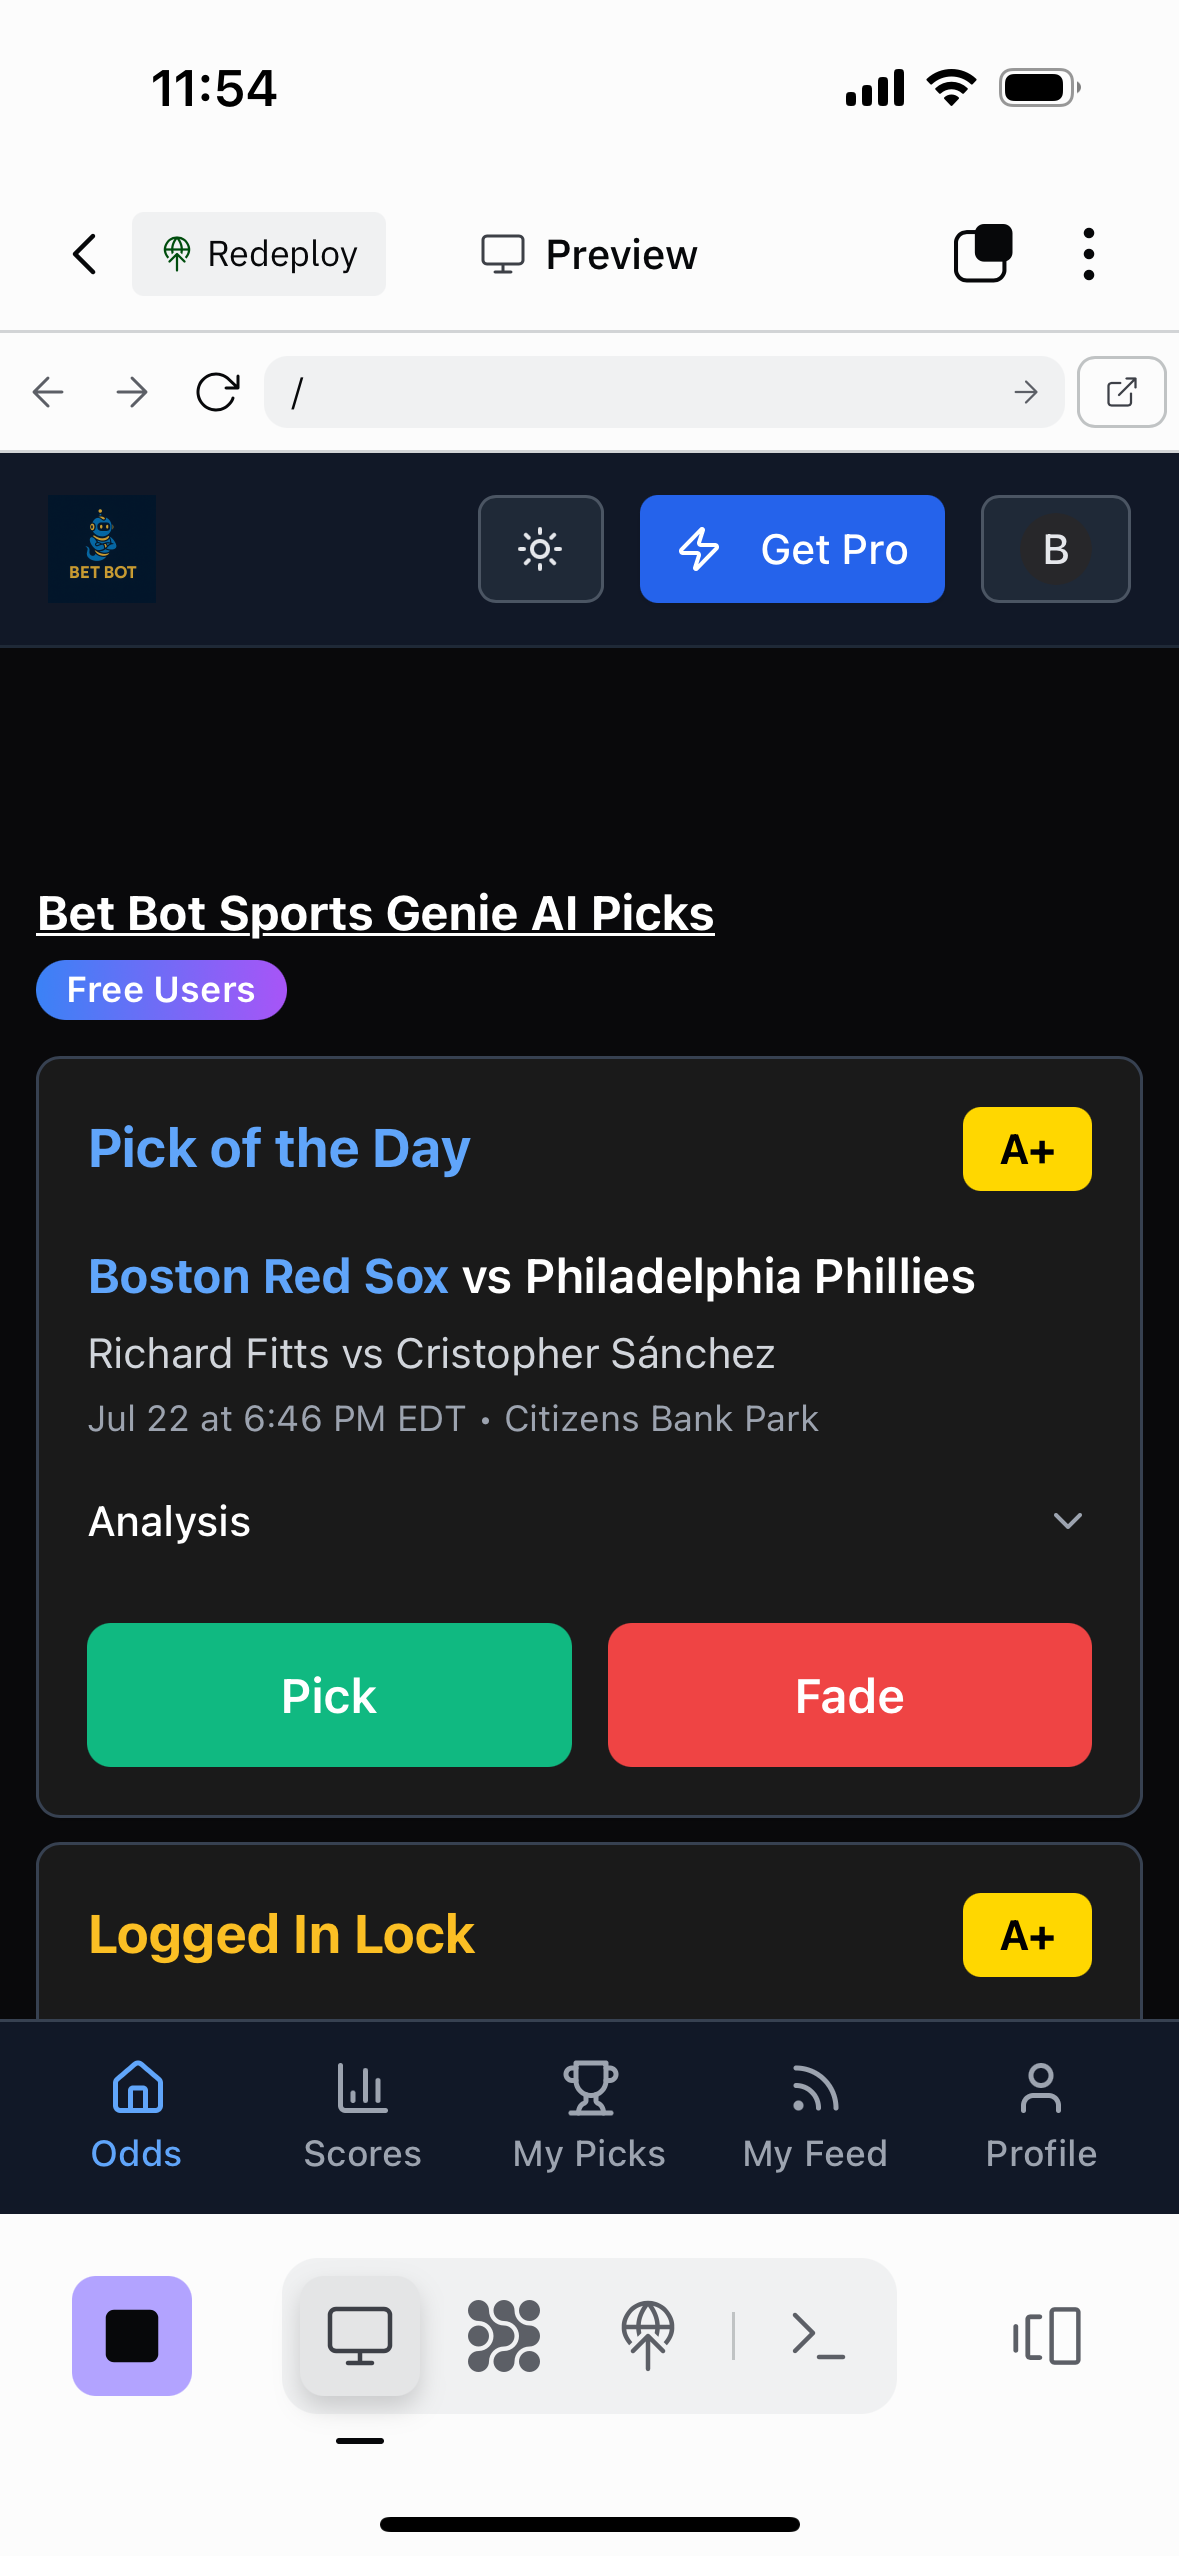 11:54
Redeploy
Preview
/
BET BOT
Get Pro
B
Bet Bot Sports Genie AI Picks
Free Users
Pick of the Day
A+
Boston Red Sox vs Philadelphia Phillies
Richard Fitts vs Cristopher Sánchez
Jul 22 at 6:46 PM EDT • Citizens Bank Park
Analysis
Pick
Fade
Logged In Lock
A+
Odds
Scores
My Picks
My Feed
Profile